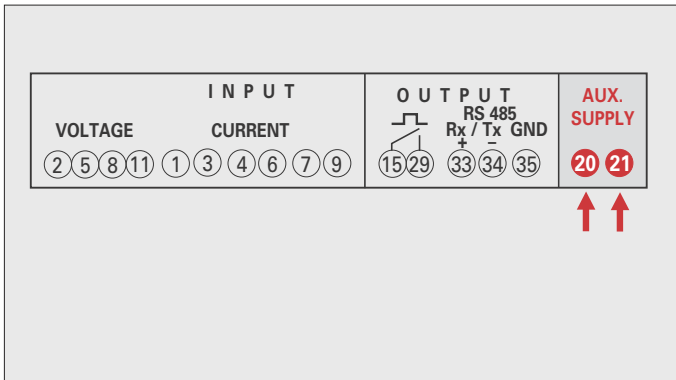 INPUT
VOLTAGE CURRENT
2 5 8 11 1 3 4 6 7 9
OUTPUT
RS 485
Rx / Tx GND
+ –
15 29 33 34 35
AUX.
SUPPLY
20 21